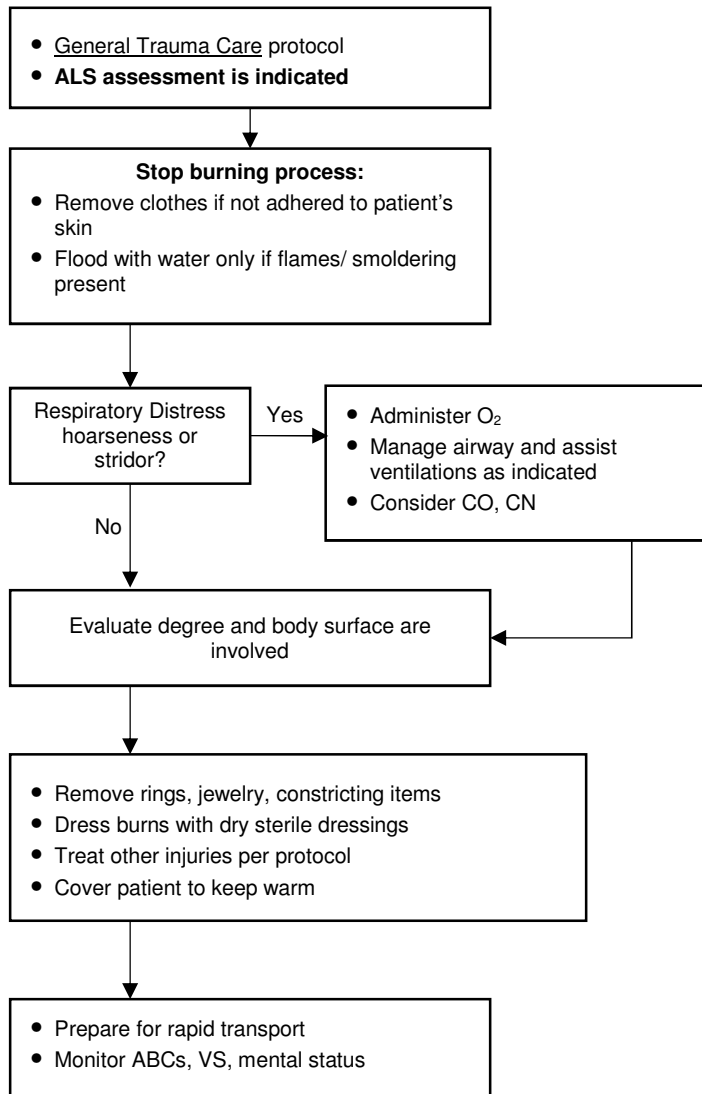 • General Trauma Care protocol
• ALS assessment is indicated
Stop burning process:
• Remove clothes if not adhered to patient's
skin
• Flood with water only if flames/ smoldering
present
Respiratory Distress
hoarseness or
stridor?
Yes
• Administer O₂
• Manage airway and assist
ventilations as indicated
• Consider CO, CN
No
Evaluate degree and body surface are
involved
• Remove rings, jewelry, constricting items
• Dress burns with dry sterile dressings
• Treat other injuries per protocol
• Cover patient to keep warm
• Prepare for rapid transport
• Monitor ABCs, VS, mental status